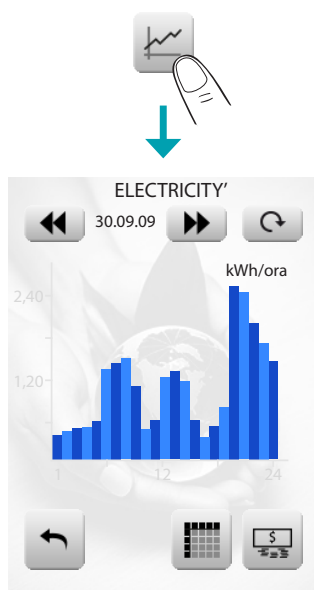 ELECTRICITY’
30.09.09
kWh/ora
2,40
1,20
1 12 24
$